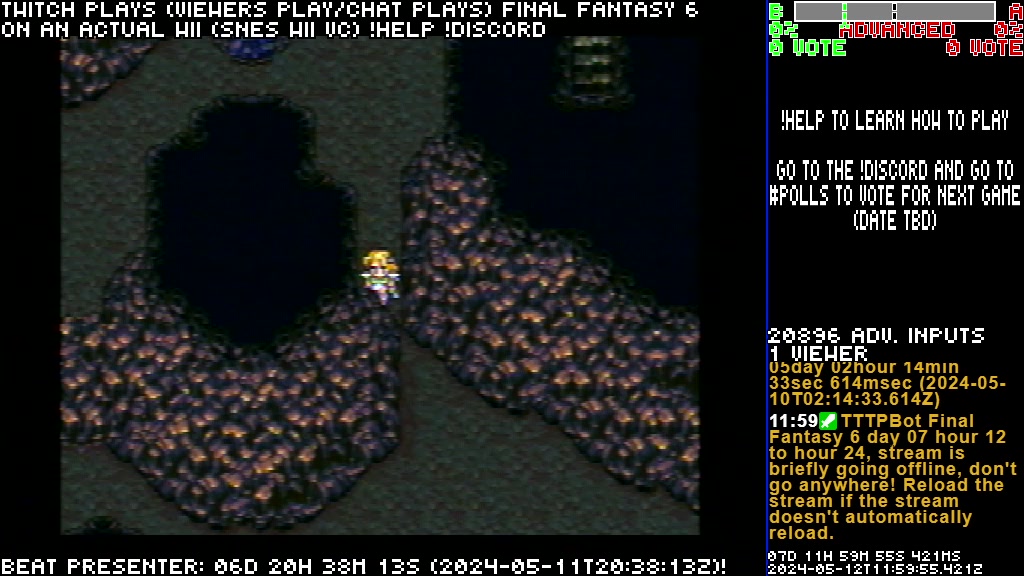 TWITCH PLAYS (VIEWERS PLAY/CHAT PLAYS) FINAL FANTASY 6
ON AN ACTUAL WII (SNES WII VC) !HELP !DISCORD
B A
0% ADVANCED 0%
0 VOTE 0 VOTE
!HELP TO LEARN HOW TO PLAY
GO TO THE !DISCORD AND GO TO
#POLLS TO VOTE FOR NEXT GAME
(DATE TBD)
20896 ADV. INPUTS
1 VIEWER
05day 02hour 14min
33sec 614msec (2024-05-
10T02:14:33.614Z)
11:59 TTTPBot Final
Fantasy 6 day 07 hour 12
to hour 24, stream is
briefly going offline, don't
go anywhere! Reload the
stream if the stream
doesn't automatically
reload.
07D 11H 59M 55S 421MS
2024-05-12T11:59:55.421Z
BEAT PRESENTER: 06D 20H 38M 13S (2024-05-11T20:38:13Z)!